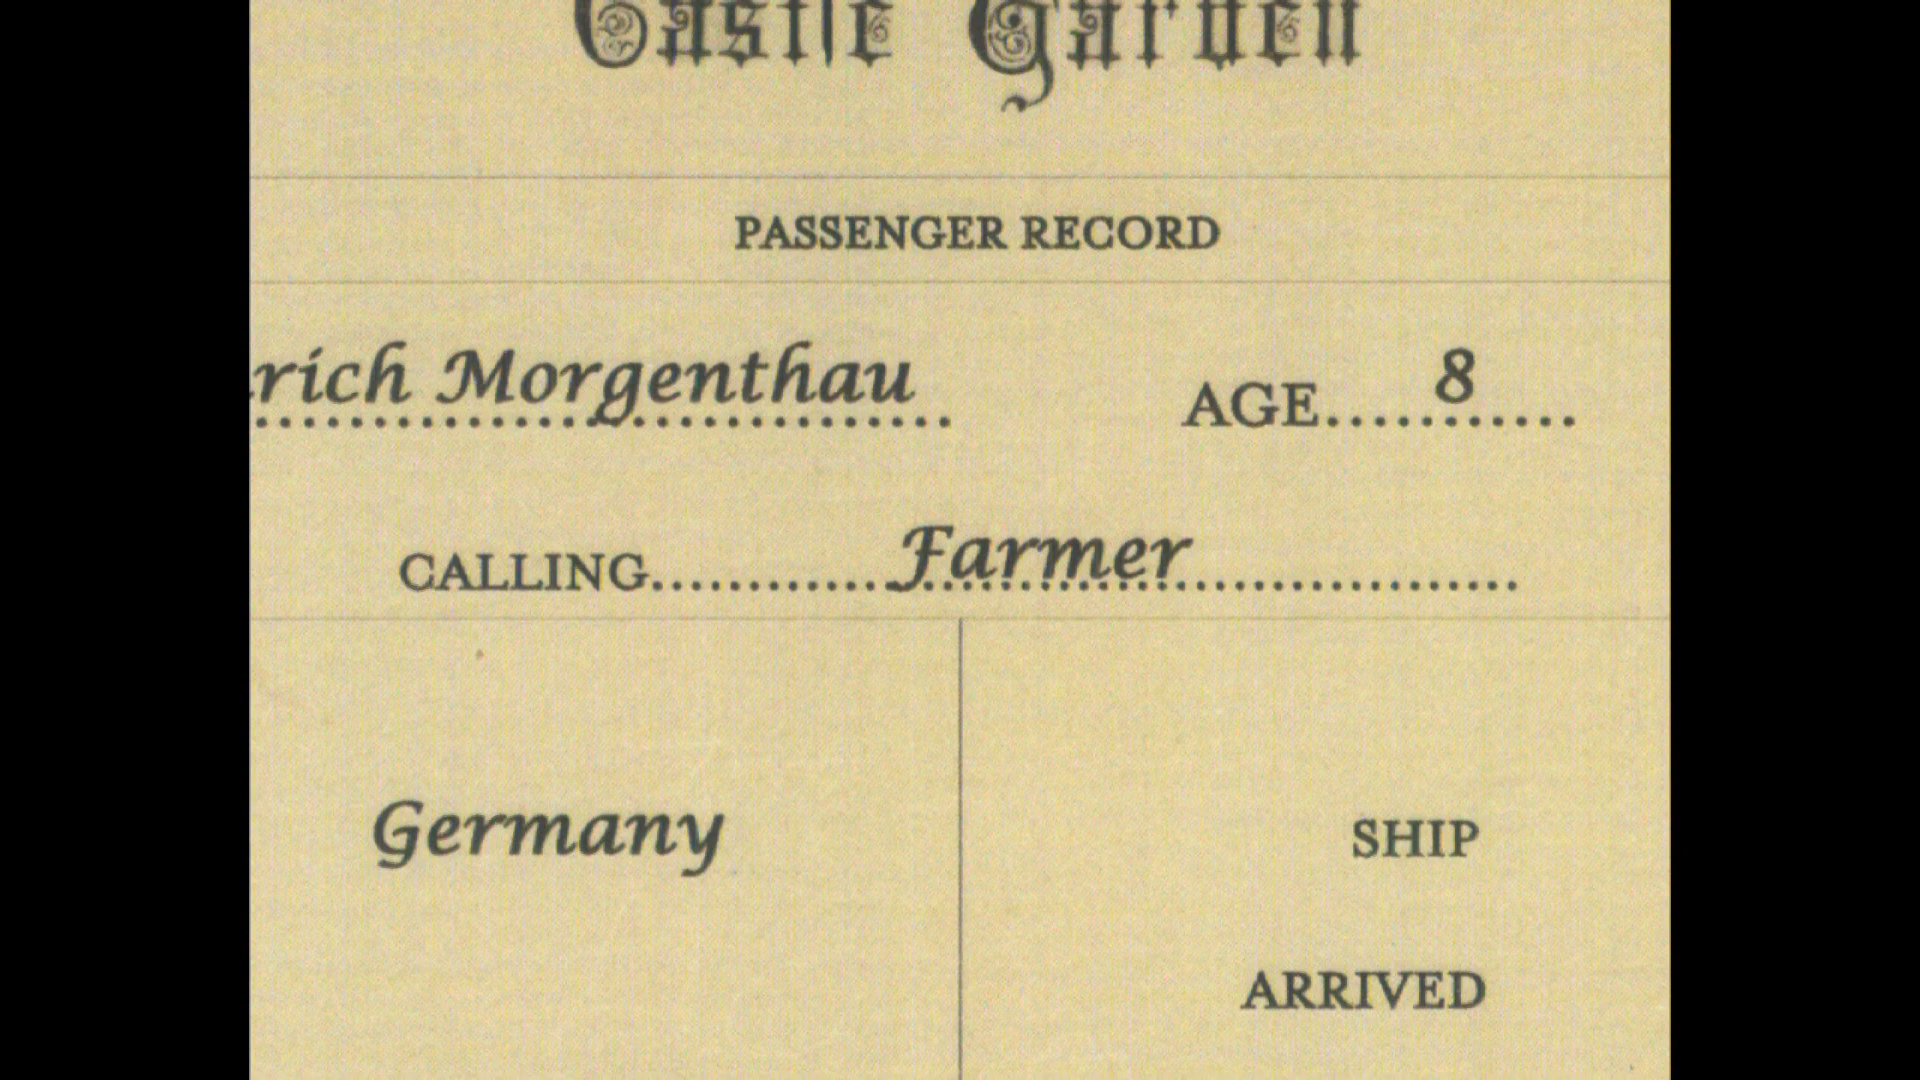 Castle Garden
PASSENGER RECORD
rich Morgenthau AGE...........8
CALLING....................Farmer....................
Germany
SHIP
ARRIVED